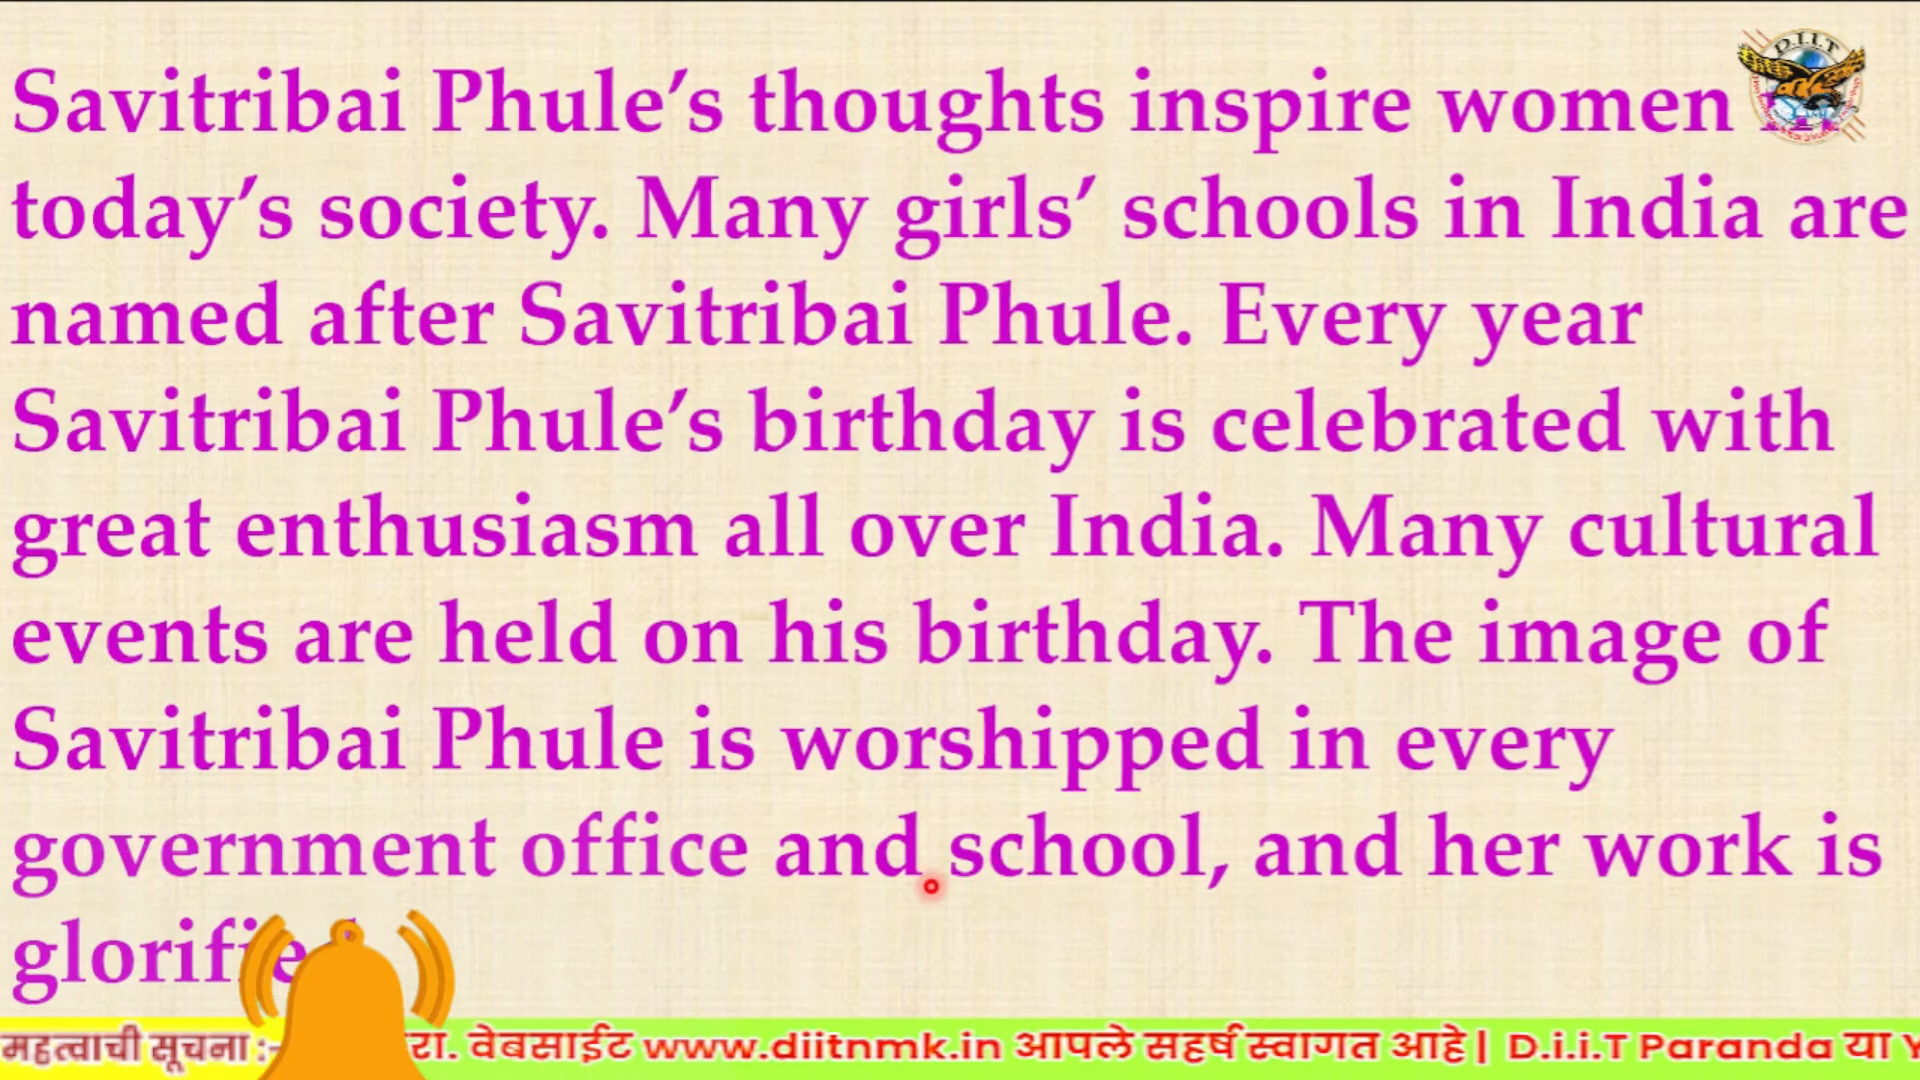 Savitribai Phule’s thoughts inspire women
today’s society. Many girls’ schools in India are
named after Savitribai Phule. Every year
Savitribai Phule’s birthday is celebrated with
great enthusiasm all over India. Many cultural
events are held on his birthday. The image of
Savitribai Phule is worshipped in every
government office and school, and her work is
glorified
D.I.I.T
महत्वाची सूचना :- रा. वेबसाईट www.diitnmk.in आपले सहर्ष स्वागत आहे | D.i.i.T Paranda या Y